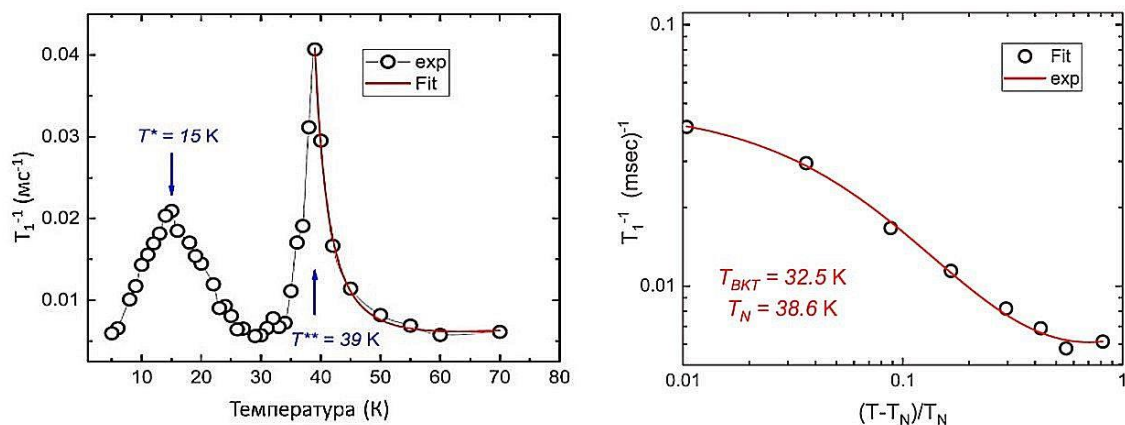 0.04
0.03
0.02
0.01
T₁⁻¹ (мс⁻¹)
exp
Fit
T* = 15 K
T** = 39 K
10 20 30 40 50 60 70 80
Температура (К)
0.1
0.01
T₁⁻¹ (msec)⁻¹
Fit
exp
T_BKT = 32.5 K
T_N = 38.6 K
0.01 0.1 1
(T-T_N)/T_N